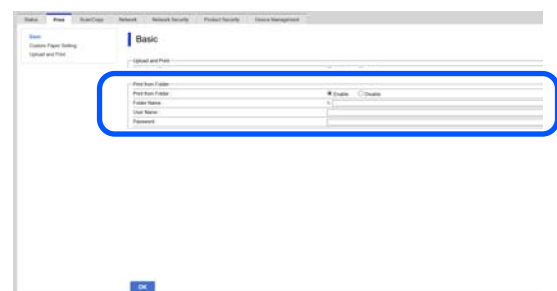 Status Print Scan/Copy Network Network Security Product Security Device Management
Basic
Custom Paper Setting
Upload and Print
Basic
Upload and Print
Print from Folder
Print from Folder : Enable Disable
Folder Name :
User Name :
Password :
OK